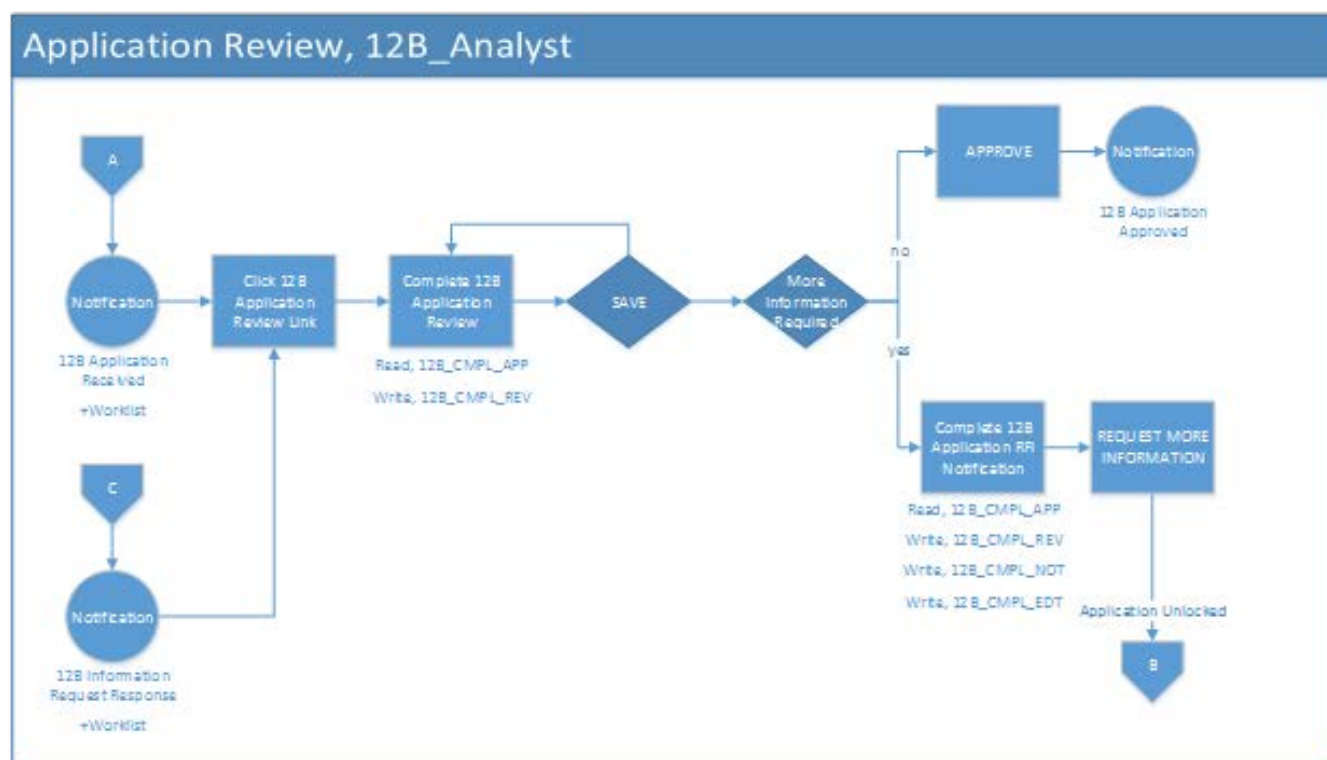 Application Review, 12B_Analyst
A
Notification
12B Application
Received
+Worklist
Click 12B
Application
Review Link
Complete 12B
Application
Review
Read, 12B_CMPL_APP
Write, 12B_CMPL_REV
SAVE
More
Information
Required
no
yes
APPROVE
Notification
12B Application
Approved
Complete 12B
Application RFI
Notification
Read, 12B_CMPL_APP
Write, 12B_CMPL_REV
Write, 12B_CMPL_NOT
Write, 12B_CMPL_EDT
REQUEST MORE
INFORMATION
Application Unlocked
B
C
Notification
12B Information
Request Response
+Worklist